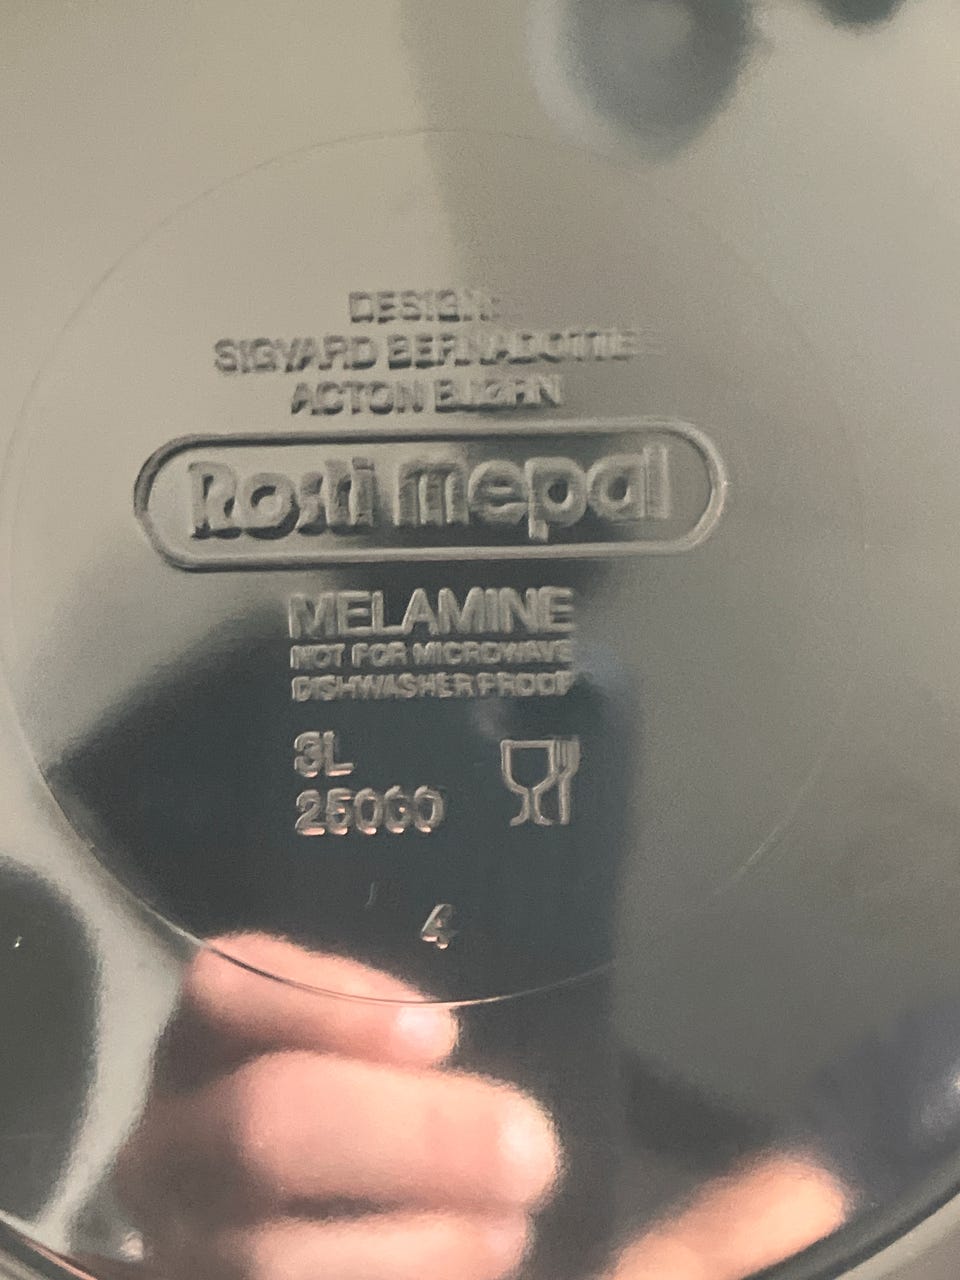 DESIGN:
SIGVARD BERNADOTTE
ACTON BJØRN
Rosti mepal
MELAMINE
NOT FOR MICROWAVE
DISHWASHER PROOF
3L
25000
4